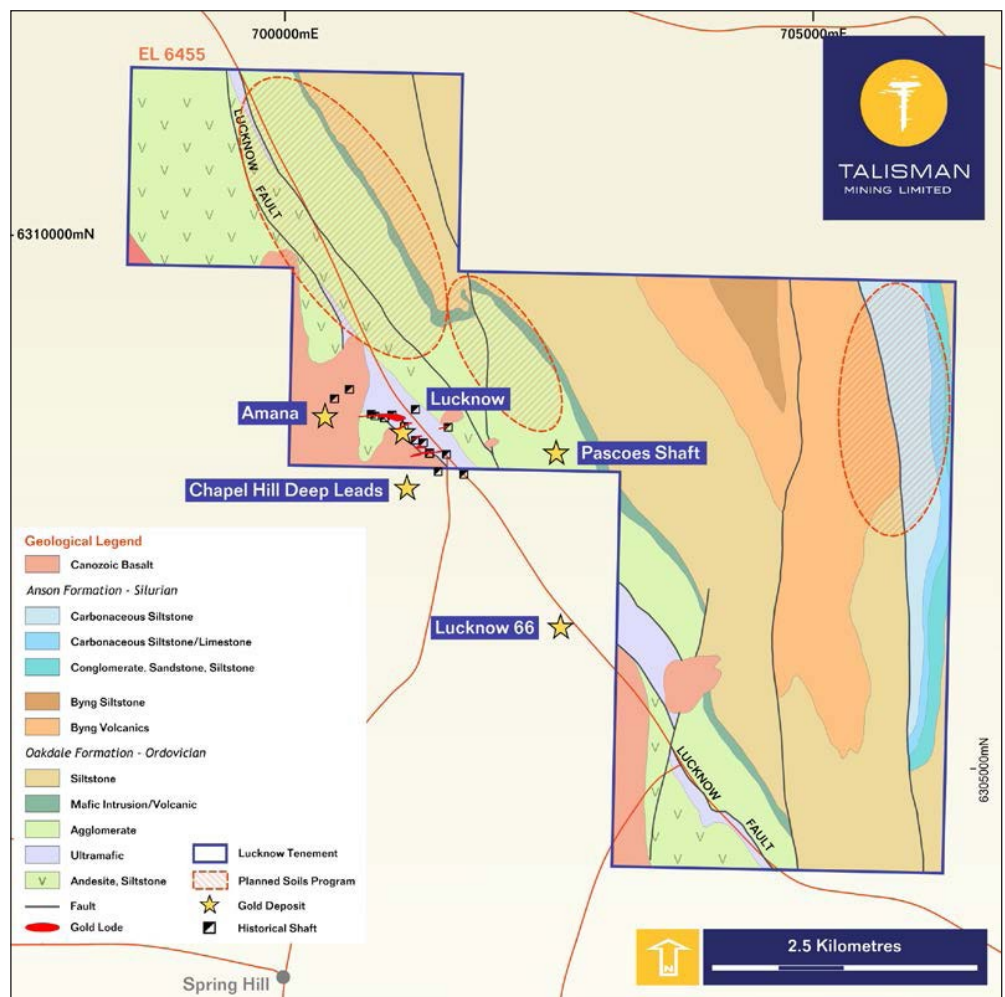 700000mE
705000mE
EL 6455
TALISMAN
MINING LIMITED
LUCKNOW FAULT
6310000mN
Lucknow
Amana
Pascoes Shaft
Chapel Hill Deep Leads
Lucknow 66
LUCKNOW FAULT
6305000mN
Geological Legend
Canozoic Basalt
Anson Formation - Silurian
Carbonaceous Siltstone
Carbonaceous Siltstone/Limestone
Conglomerate, Sandstone, Siltstone
Byng Siltstone
Byng Volcanics
Oakdale Formation - Ordovician
Siltstone
Mafic Intrusion/Volcanic
Agglomerate
Ultramafic
V Andesite, Siltstone
Fault
Gold Lode
Lucknow Tenement
Planned Soils Program
Gold Deposit
Historical Shaft
N
2.5 Kilometres
Spring Hill